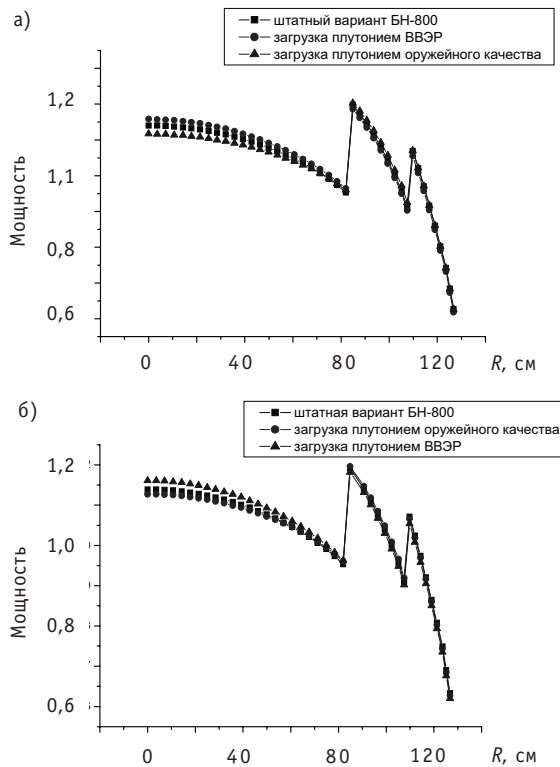 а)
штатный вариант БН-800
загрузка плутонием ВВЭР
загрузка плутонием оружейного качества
Мощность
1,2
1,1
0,8
0,6
0
40
80
120
R, см
б)
штатная вариант БН-800
загрузка плутонием оружейного качества
загрузка плутонием ВВЭР
Мощность
1,2
1,0
0,8
0,6
0
40
80
120
R, см